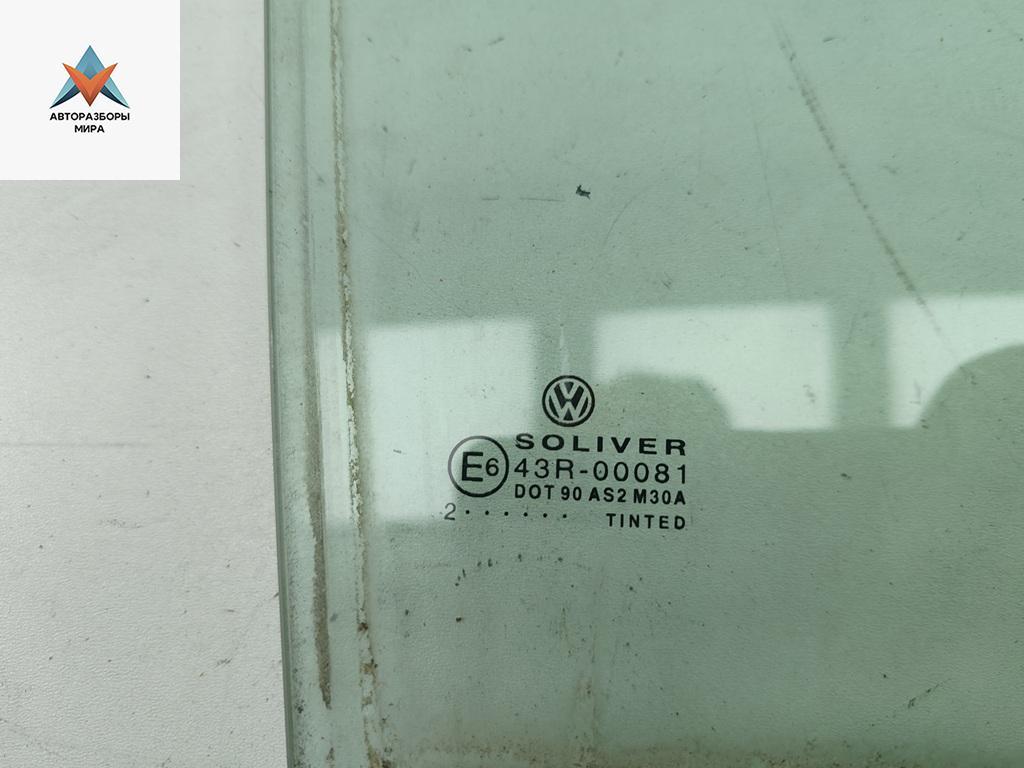 АВТОРАЗБОРЫ
МИРА
SOLIVER
E6 43R-00081
DOT 90 AS2 M30A
2 · · · · · · TINTED